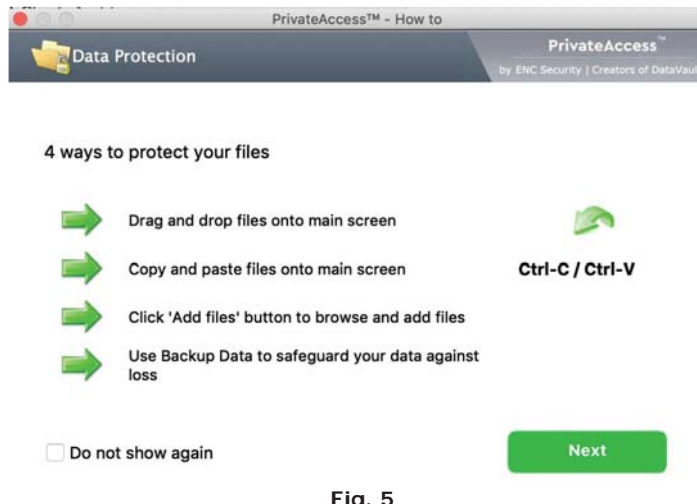 PrivateAccess™ - How to
Data Protection
PrivateAccess™
by ENC Security | Creators of DataVaul
4 ways to protect your files
Drag and drop files onto main screen
Copy and paste files onto main screen
Ctrl-C / Ctrl-V
Click 'Add files' button to browse and add files
Use Backup Data to safeguard your data against
loss
Do not show again
Next
Fig. 5